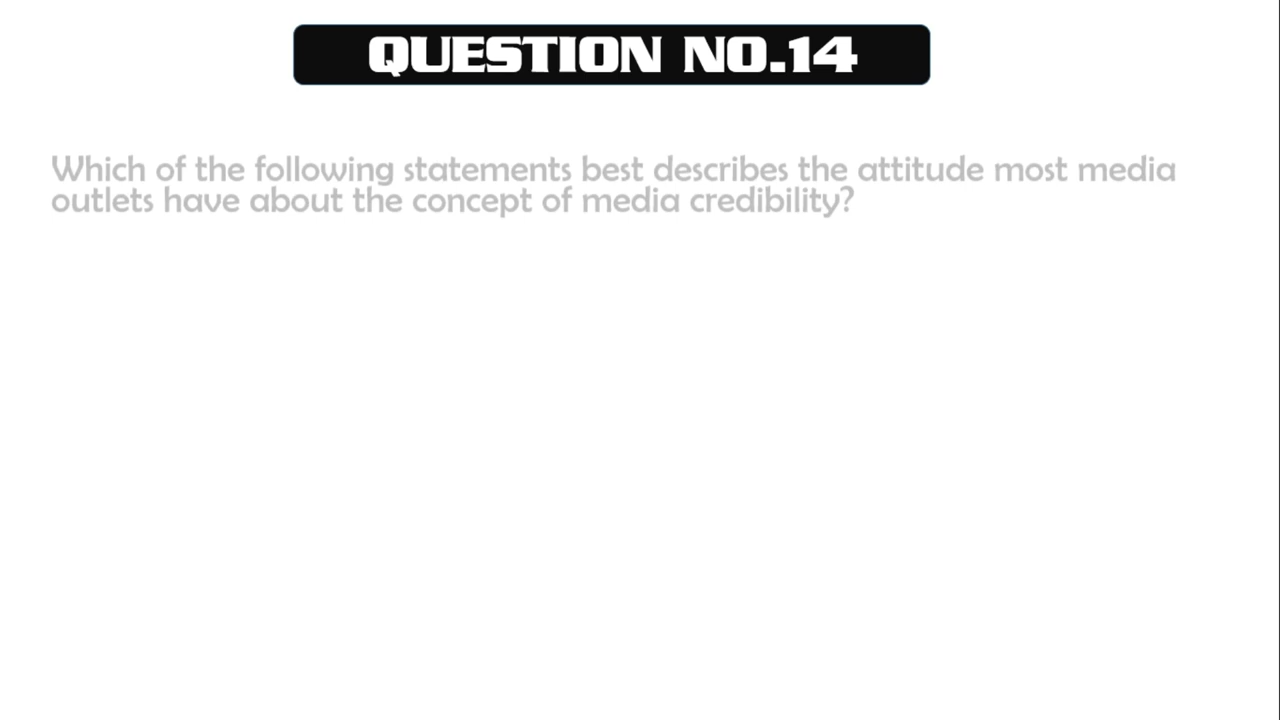 QUESTION NO.14
Which of the following statements best describes the attitude most media
outlets have about the concept of media credibility?